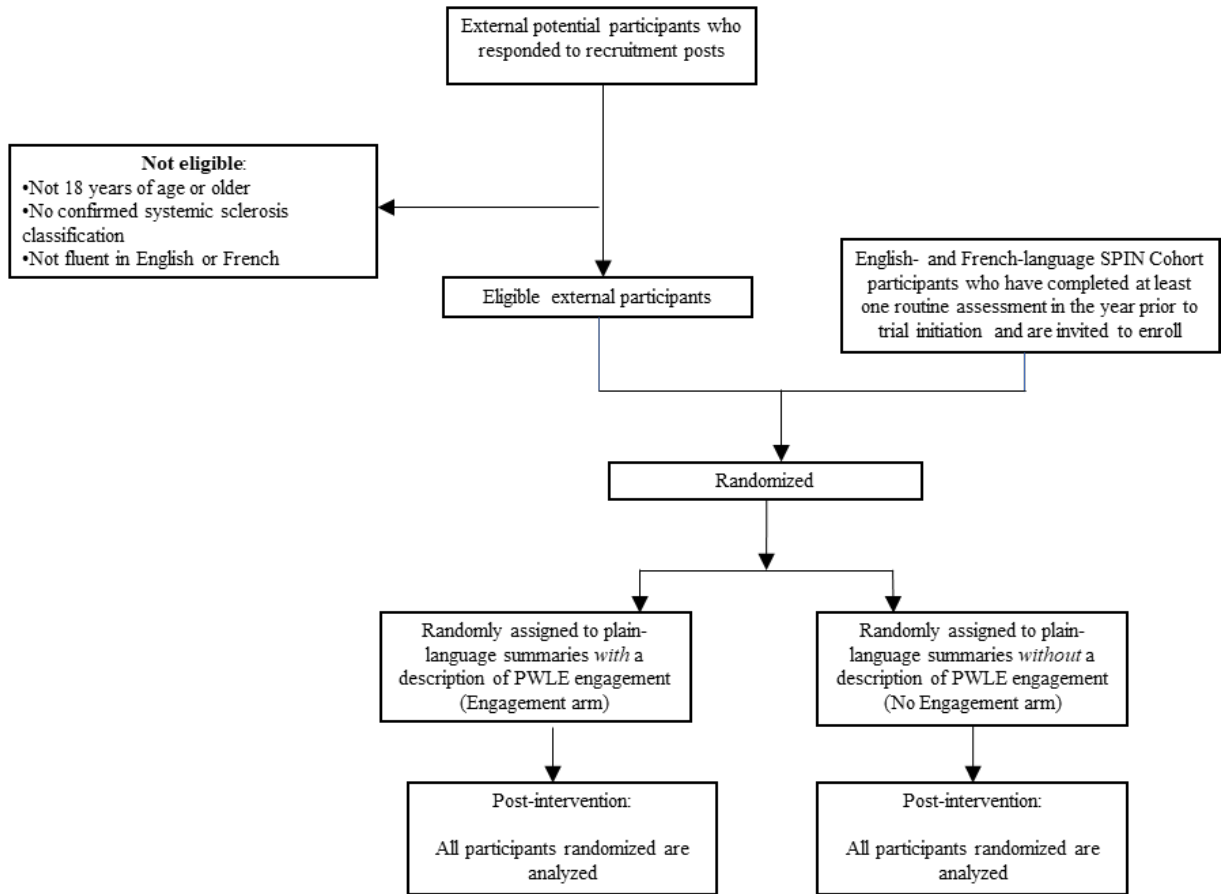 External potential participants who
responded to recruitment posts
Not eligible:
•Not 18 years of age or older
•No confirmed systemic sclerosis
classification
•Not fluent in English or French
Eligible external participants
English- and French-language SPIN Cohort
participants who have completed at least
one routine assessment in the year prior to
trial initiation and are invited to enroll
Randomized
Randomly assigned to plain-
language summaries with a
description of PWLE engagement
(Engagement arm)
Randomly assigned to plain-
language summaries without a
description of PWLE engagement
(No Engagement arm)
Post-intervention:
All participants randomized are
analyzed
Post-intervention:
All participants randomized are
analyzed